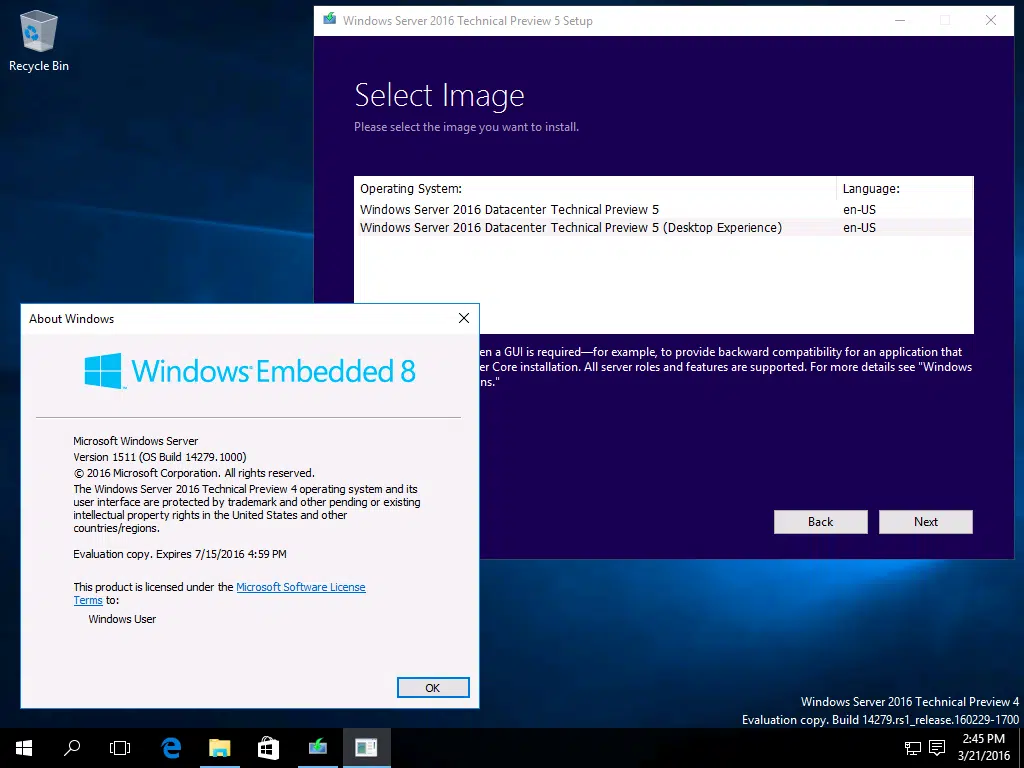 Recycle Bin
Windows Server 2016 Technical Preview 5 Setup
Select Image
Please select the image you want to install.
Operating System: Language:
Windows Server 2016 Datacenter Technical Preview 5 en-US
Windows Server 2016 Datacenter Technical Preview 5 (Desktop Experience) en-US
en a GUI is required—for example, to provide backward compatibility for an application that
er Core installation. All server roles and features are supported. For more details see "Windows
ns."
Back Next
About Windows
Windows Embedded 8
Microsoft Windows Server
Version 1511 (OS Build 14279.1000)
© 2016 Microsoft Corporation. All rights reserved.
The Windows Server 2016 Technical Preview 4 operating system and its
user interface are protected by trademark and other pending or existing
intellectual property rights in the United States and other
countries/regions.
Evaluation copy. Expires 7/15/2016 4:59 PM
This product is licensed under the Microsoft Software License
Terms to:
Windows User
OK
Windows Server 2016 Technical Preview 4
Evaluation copy. Build 14279.rs1_release.160229-1700
2:45 PM
3/21/2016